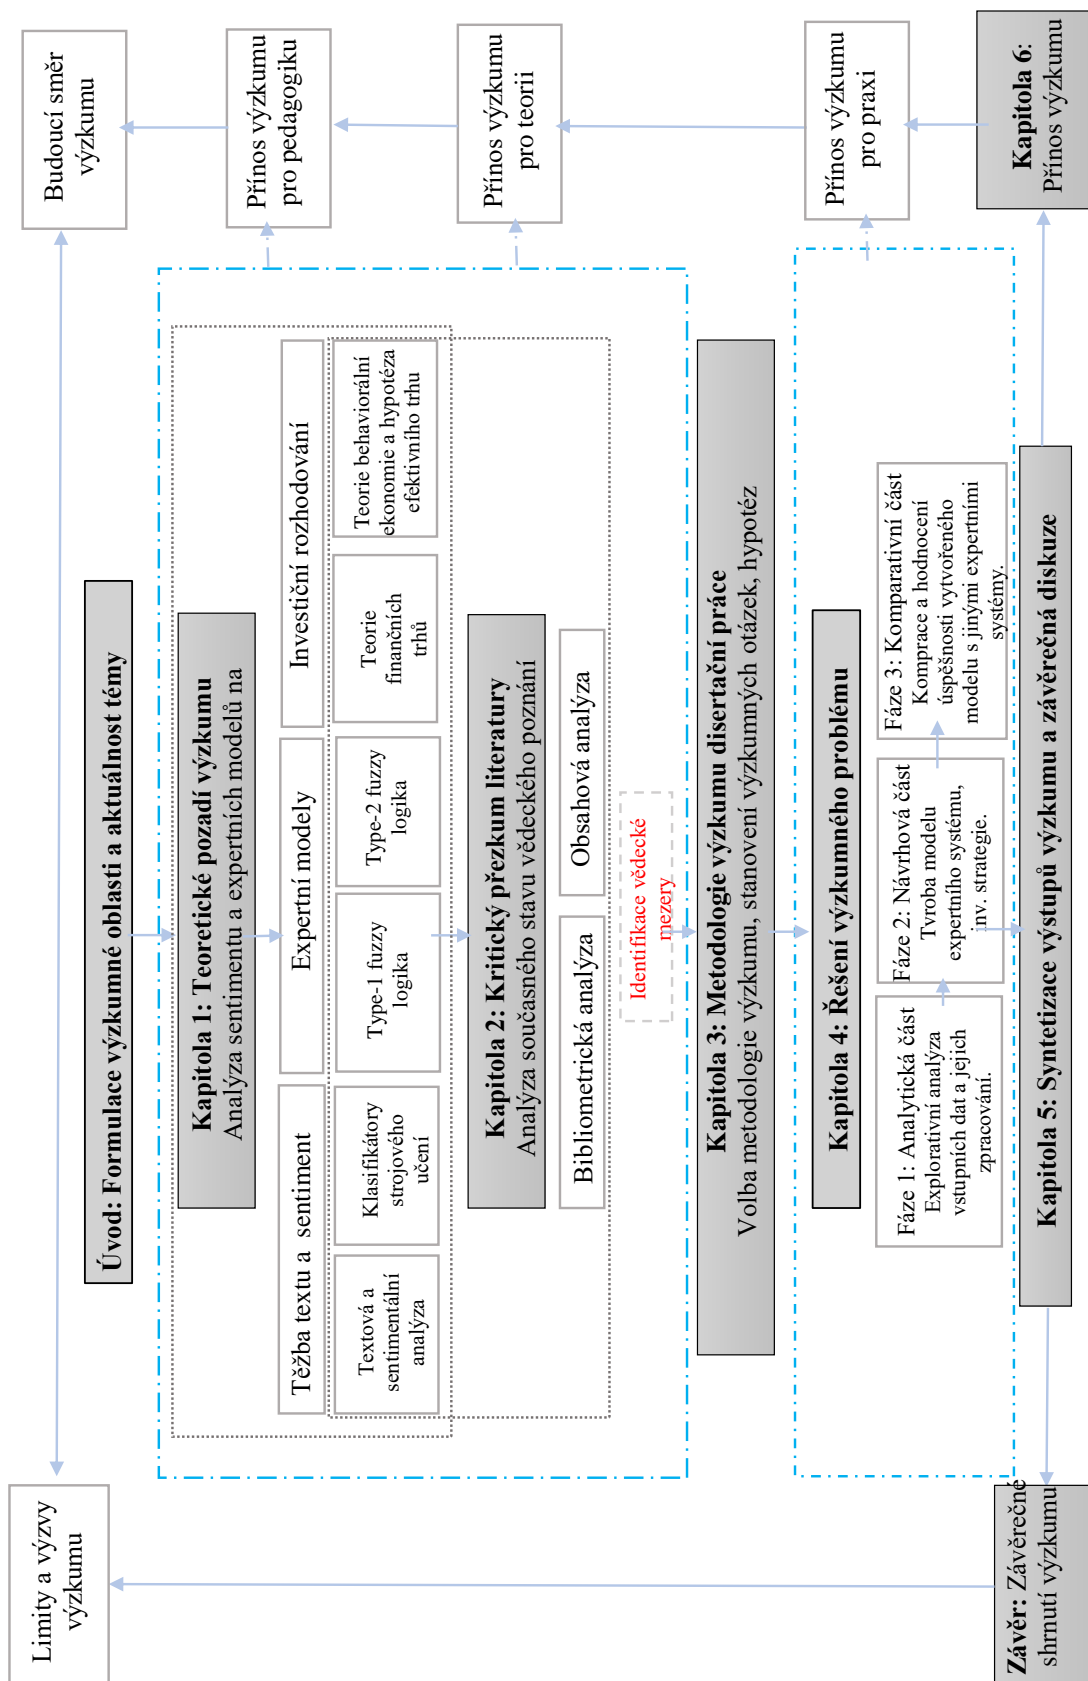 Limity a výzvy
výzkumu
Budoucí směr
výzkumu
Úvod: Formulace výzkumné oblasti a aktuálnost témy
Přínos výzkumu
pro pedagogiku
Kapitola 1: Teoretické pozadí výzkumu
Analýza sentimentu a expertních modelů na
Těžba textu a  sentiment
Expertní modely
Investiční rozhodování
Textová a
sentimentální
analýza
Klasifikátory
strojového
učení
Type-1 fuzzy
logika
Type-2 fuzzy
logika
Teorie
finančních
trhů
Teorie behaviorální
ekonomie a hypotéza
efektivního trhu
Přínos výzkumu
pro teorii
Kapitola 2: Kritický přezkum literatury
Analýza současného stavu vědeckého poznání
Bibliometrická analýza
Obsahová analýza
Identifikace vědecké
mezery
Kapitola 3: Metodologie výzkumu disertační práce
Volba metodologie výzkumu, stanovení výzkumných otázek, hypotéz
Přínos výzkumu
pro praxi
Kapitola 4: Řešení výzkumného problému
Fáze 1: Analytická část
Explorativní analýza
vstupních dat a jejich
zpracování.
Fáze 2: Návrhová část
Tvroba modelu
expertního systému,
inv. strategie.
Fáze 3: Komparativní část
Komprace a hodnocení
úspěšnosti vytvořeného
modelu s jinými expertními
systémy.
Závěr: Závěrečné
shrnutí výzkumu
Kapitola 5: Syntetizace výstupů výzkumu a závěrečná diskuze
Kapitola 6:
Přínos výzkumu